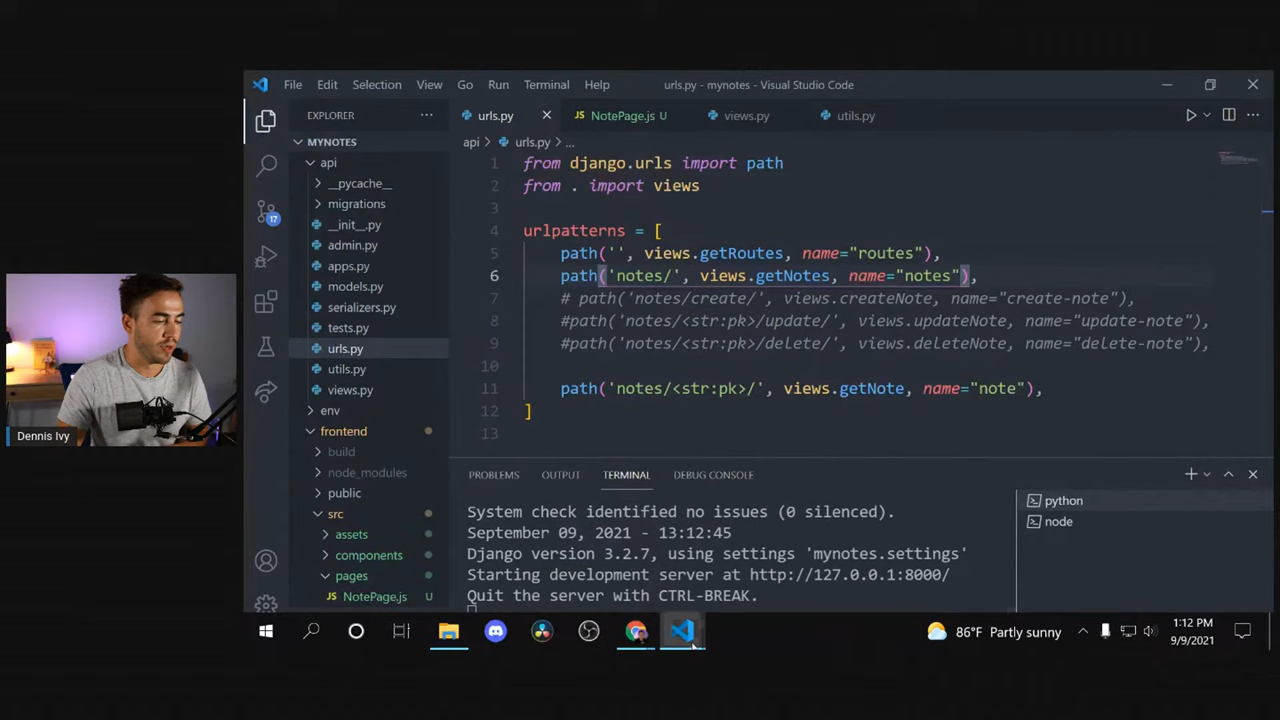 File Edit Selection View Go Run Terminal Help
urls.py - mynotes - Visual Studio Code
EXPLORER
urls.py
NotePage.js U
views.py
utils.py
MYNOTES
api > urls.py > ...
api
__pycache__
migrations
__init__.py
admin.py
apps.py
models.py
serializers.py
tests.py
urls.py
utils.py
views.py
env
frontend
build
node_modules
public
src
assets
components
pages
NotePage.js U
17
1 from django.urls import path
2 from . import views
3
4 urlpatterns = [
5 path('', views.getRoutes, name="routes"),
6 path('notes/', views.getNotes, name="notes"),
7 # path('notes/create/', views.createNote, name="create-note"),
8 #path('notes/<str:pk>/update/', views.updateNote, name="update-note"),
9 #path('notes/<str:pk>/delete/', views.deleteNote, name="delete-note"),
10
11 path('notes/<str:pk>/', views.getNote, name="note"),
12 ]
13
PROBLEMS OUTPUT TERMINAL DEBUG CONSOLE
System check identified no issues (0 silenced).
September 09, 2021 - 13:12:45
Django version 3.2.7, using settings 'mynotes.settings'
Starting development server at http://127.0.0.1:8000/
Quit the server with CTRL-BREAK.
python
node
Dennis Ivy
86°F Partly sunny
1:12 PM
9/9/2021